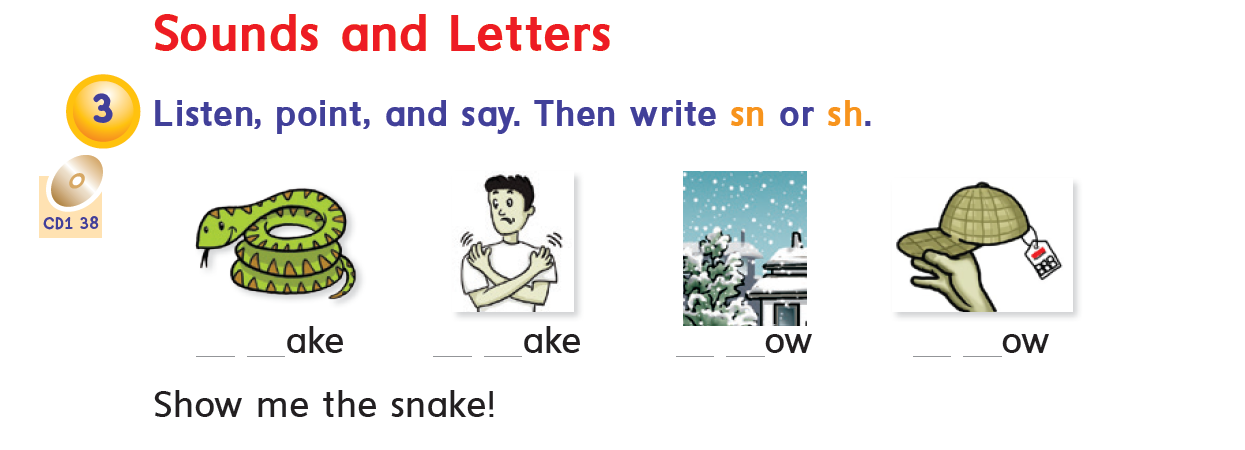 Sounds and Letters
3 Listen, point, and say. Then write sn or sh.
CD1 38
__ __ake __ __ake __ __ow __ __ow
Show me the snake!